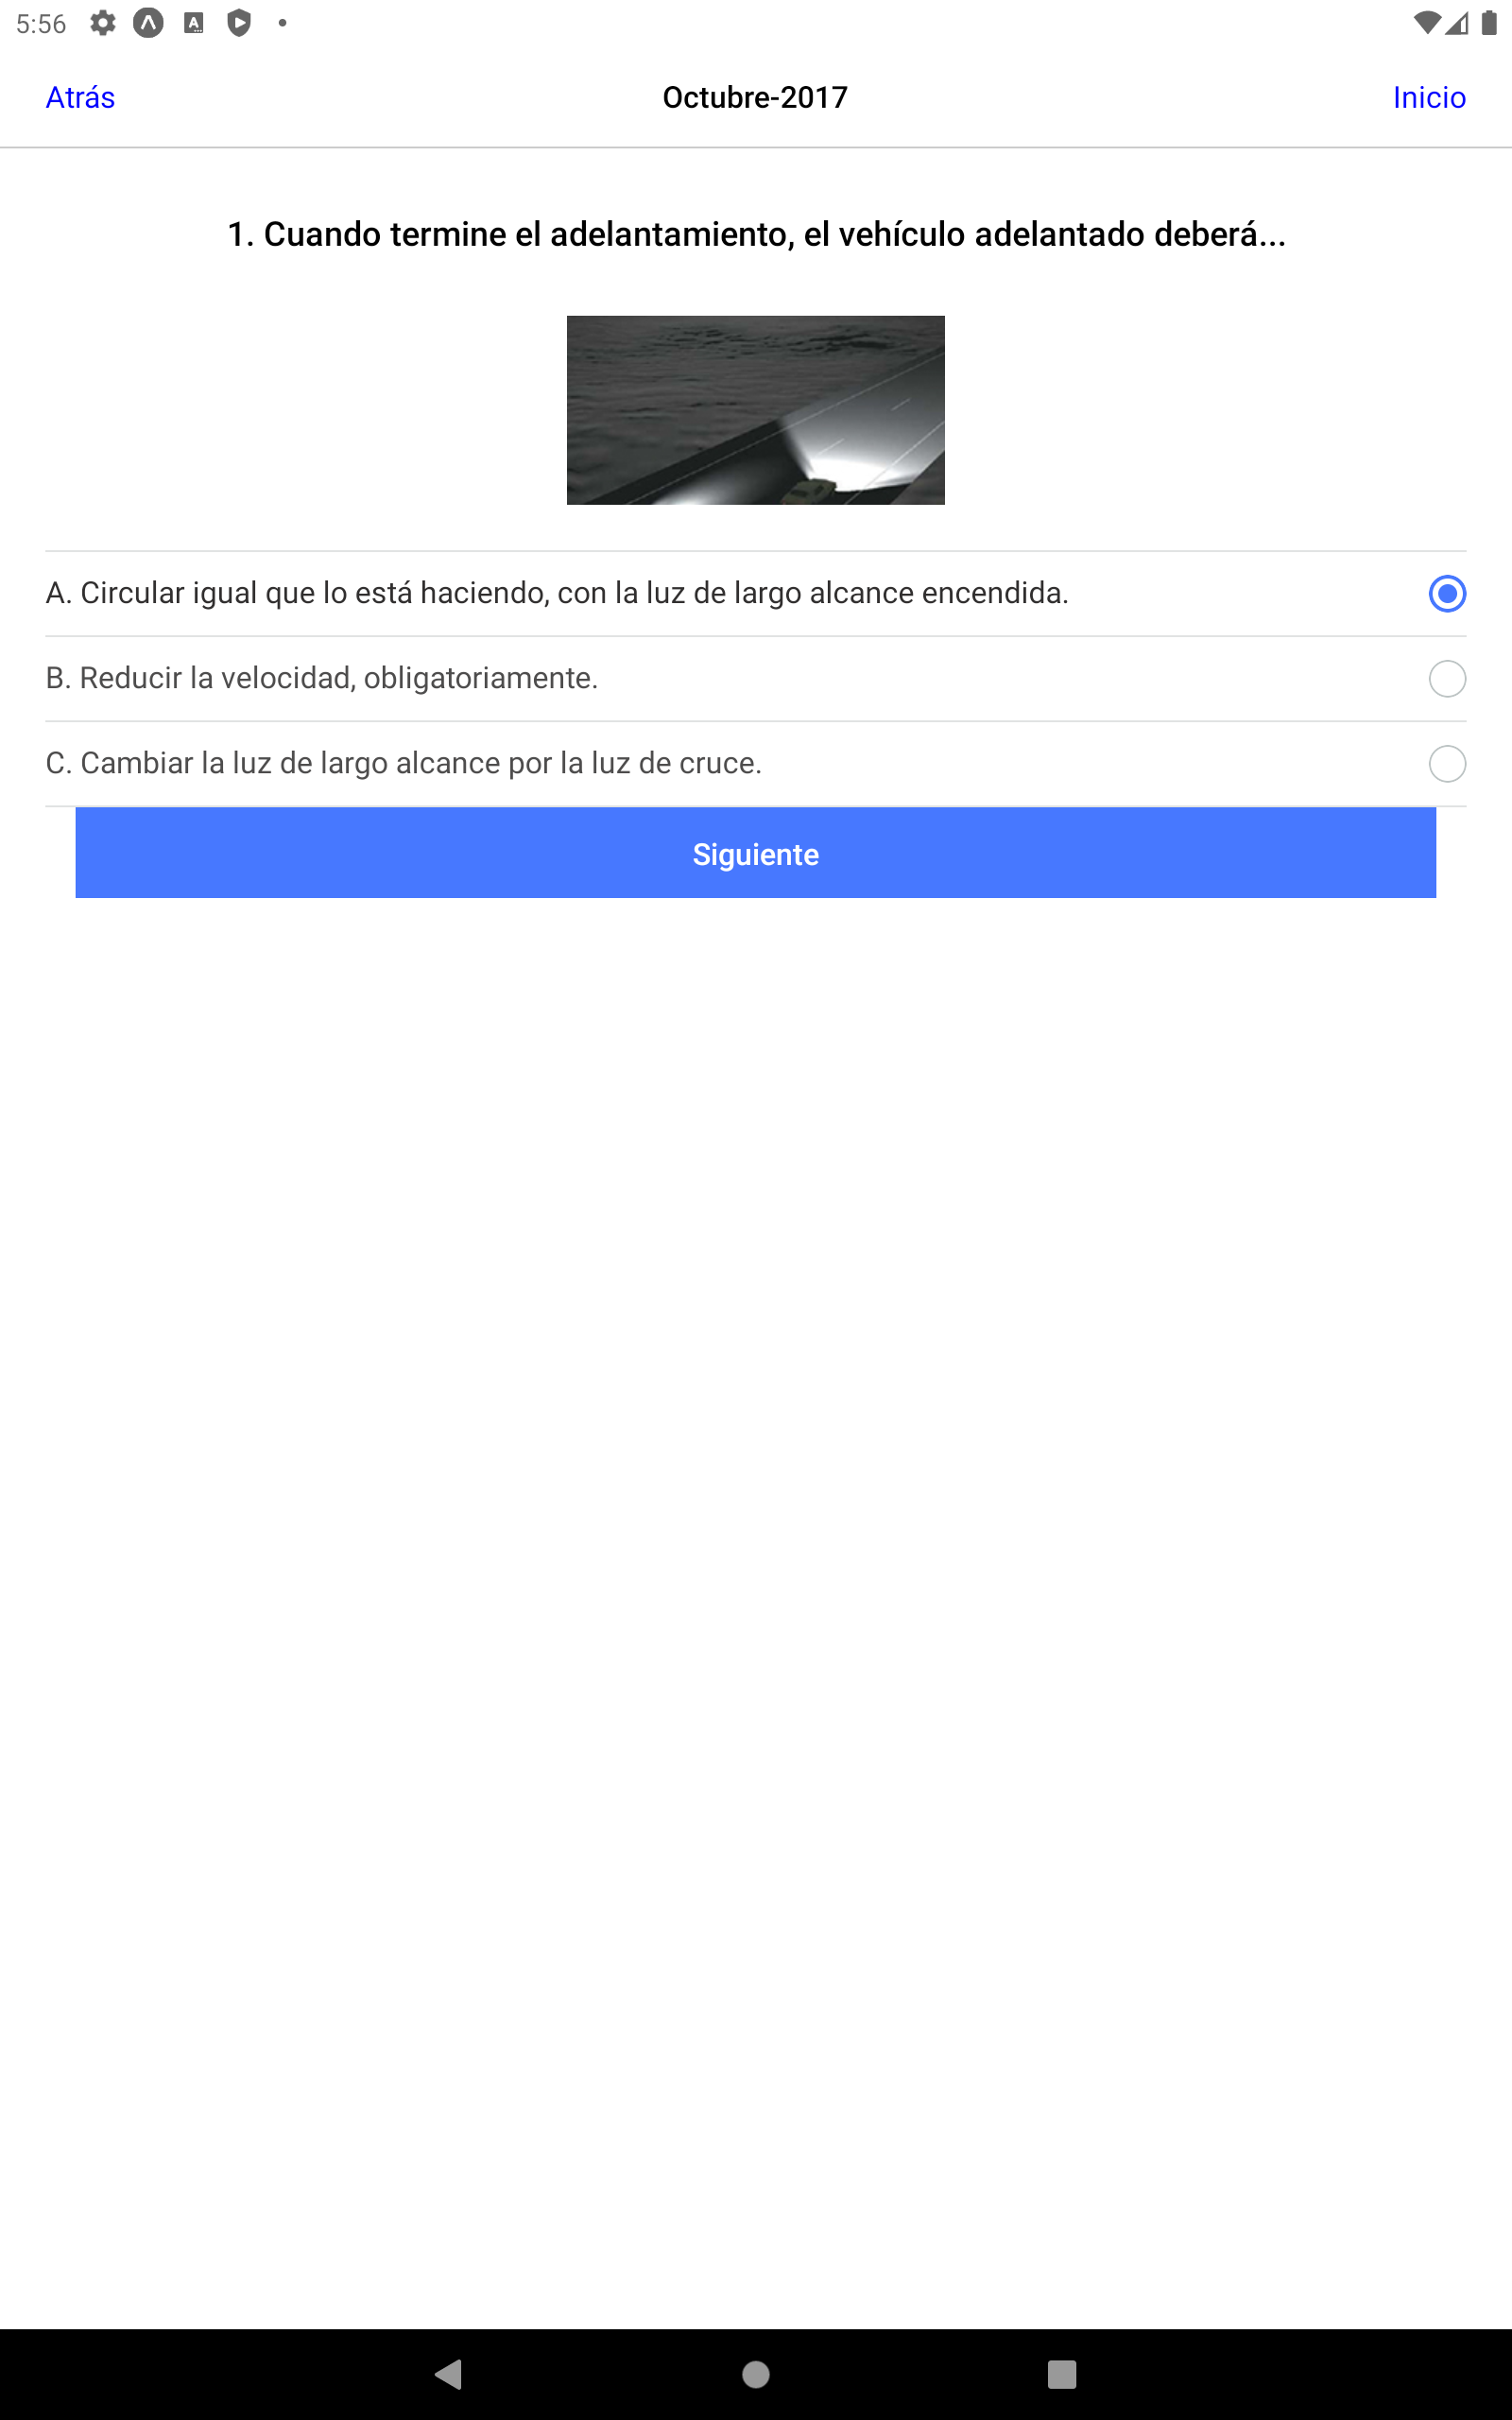 5:56
Atrás
Octubre-2017
Inicio
1. Cuando termine el adelantamiento, el vehículo adelantado deberá...
A. Circular igual que lo está haciendo, con la luz de largo alcance encendida.
B. Reducir la velocidad, obligatoriamente.
C. Cambiar la luz de largo alcance por la luz de cruce.
Siguiente